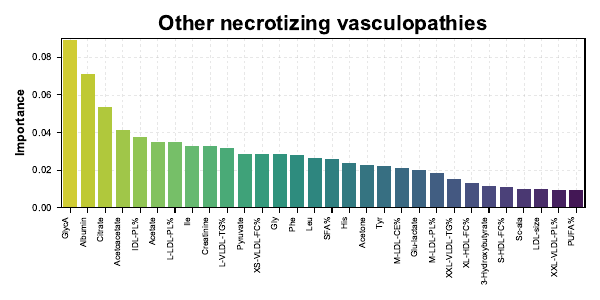 Other necrotizing vasculopathies
Importance
0.08
0.06
0.04
0.02
0.00
GlycA
Albumin
Citrate
Acetoacetate
IDL-PL%
Acetate
L-LDL-PL%
Ile
Creatinine
L-VLDL-TG%
Pyruvate
XS-VLDL-FC%
Gly
Phe
Leu
SFA%
His
Acetone
Tyr
M-LDL-CE%
Glu-lactate
M-LDL-PL%
XXL-VLDL-TG%
XL-HDL-FC%
3-Hydroxybutyrate
S-HDL-FC%
Sc-ala
LDL-size
XXL-VLDL-PL%
PUFA%